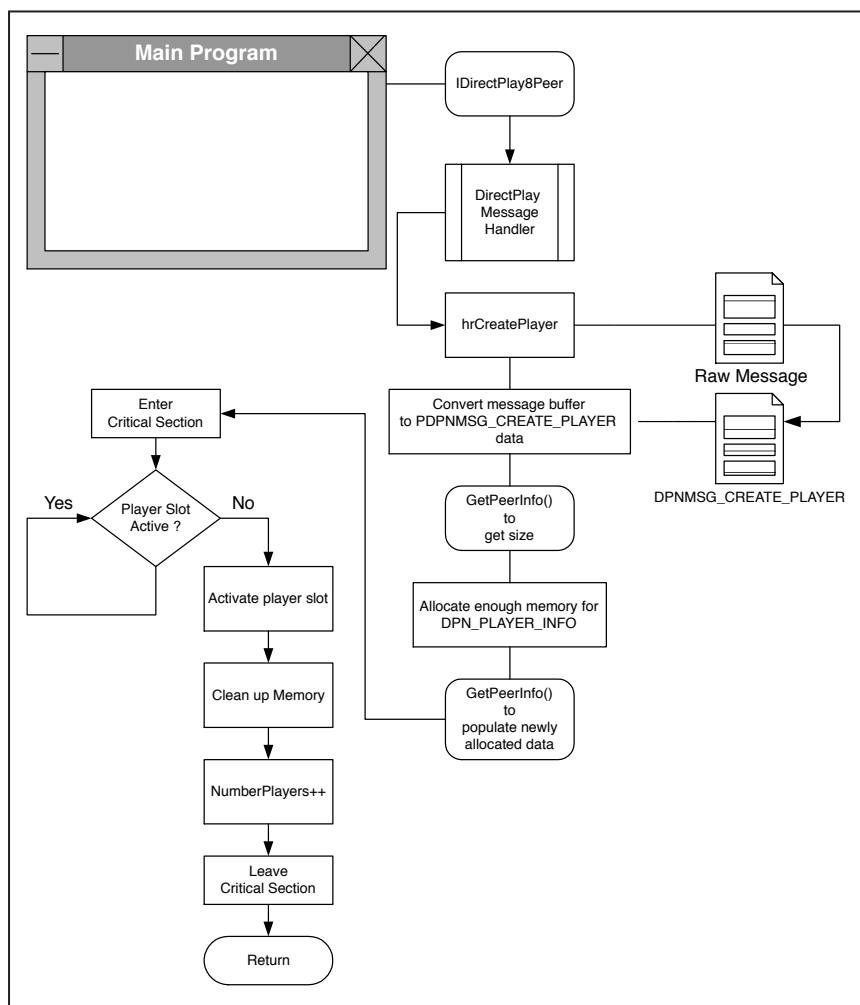 Main Program
IDirectPlay8Peer
DirectPlay
Message
Handler
hrCreatePlayer
Raw Message
Convert message buffer
to PDPNMSG_CREATE_PLAYER
data
DPNMSG_CREATE_PLAYER
GetPeerInfo()
to
get size
Allocate enough memory for
DPN_PLAYER_INFO
GetPeerInfo()
to
populate newly
allocated data
Enter
Critical Section
Player Slot
Active ?
Yes
No
Activate player slot
Clean up Memory
NumberPlayers++
Leave
Critical Section
Return